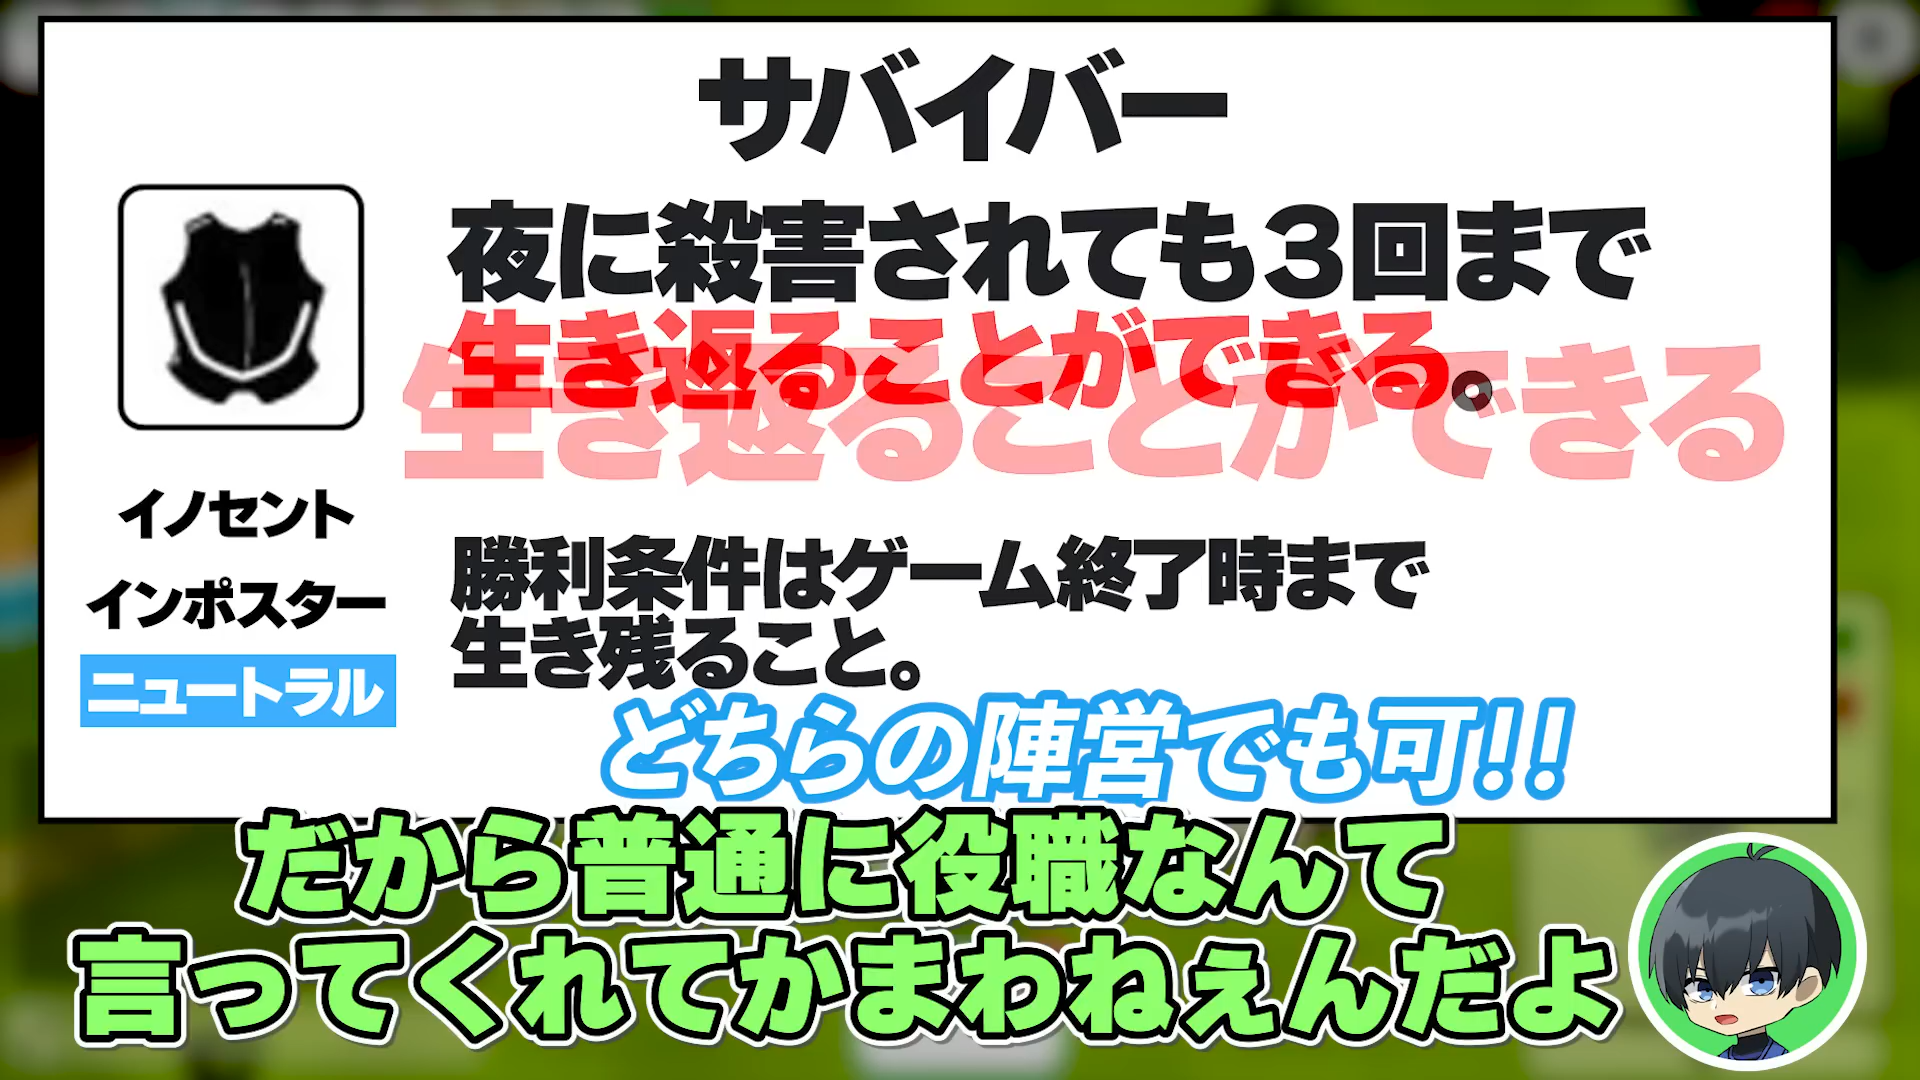 サバイバー
夜に殺害されても3回まで
生き返ることができる。
生き返ることができる
イノセント
インポスター
ニュートラル
勝利条件はゲーム終了時まで
生き残ること。
どちらの陣営でも可!!
だから普通に役職なんて
言ってくれてかまわねぇんだよ